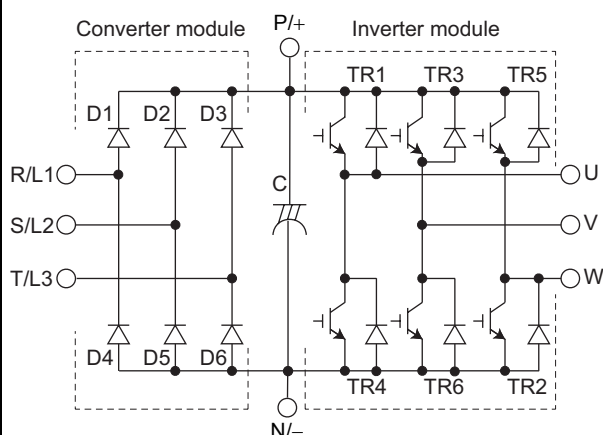 Converter module
P/+
Inverter module
TR1 TR3 TR5
D1 D2 D3
R/L1
U
C
S/L2
V
T/L3
W
D4 D5 D6
TR4 TR6 TR2
N/−